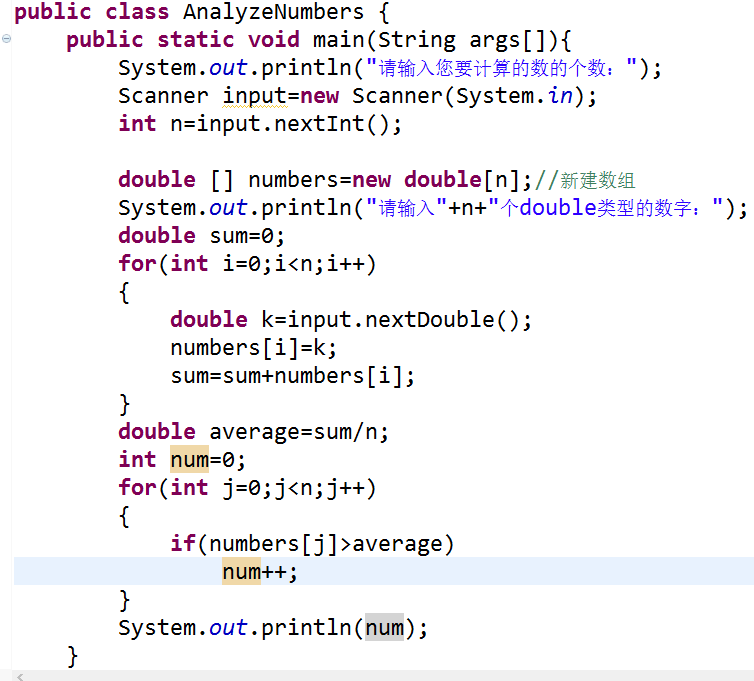 public class AnalyzeNumbers {
public static void main(String args[]){
System.out.println("请输入您要计算的数的个数：");
Scanner input=new Scanner(System.in);
int n=input.nextInt();
double [] numbers=new double[n];//新建数组
System.out.println("请输入"+n+"个double类型的数字：");
double sum=0;
for(int i=0;i<n;i++)
{
double k=input.nextDouble();
numbers[i]=k;
sum=sum+numbers[i];
}
double average=sum/n;
int num=0;
for(int j=0;j<n;j++)
{
if(numbers[j]>average)
num++;
}
System.out.println(num);
}